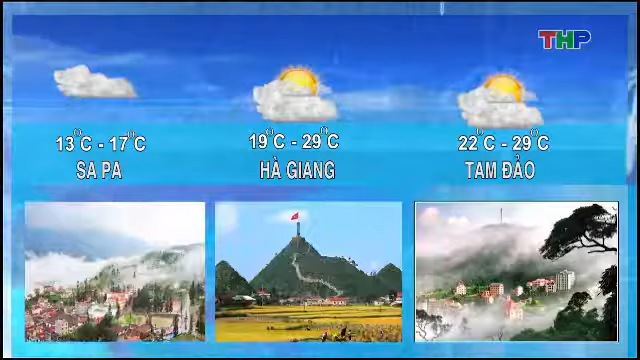 THP
13°C - 17°C
19°C - 29°C
22°C - 29°C
SA PA
HÀ GIANG
TAM ĐẢO